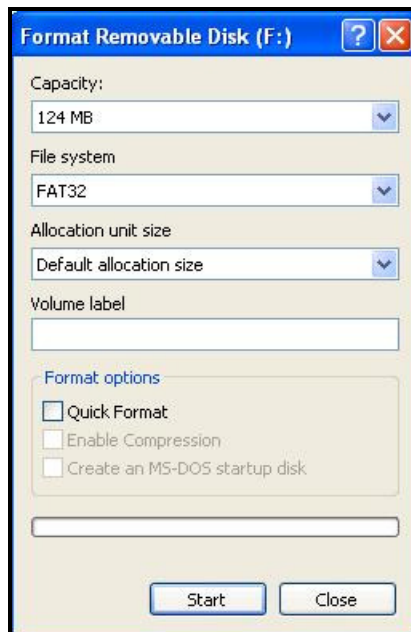 Format Removable Disk (F:)
Capacity:
124 MB
File system
FAT32
Allocation unit size
Default allocation size
Volume label
Format options
Quick Format
Enable Compression
Create an MS-DOS startup disk
Start
Close